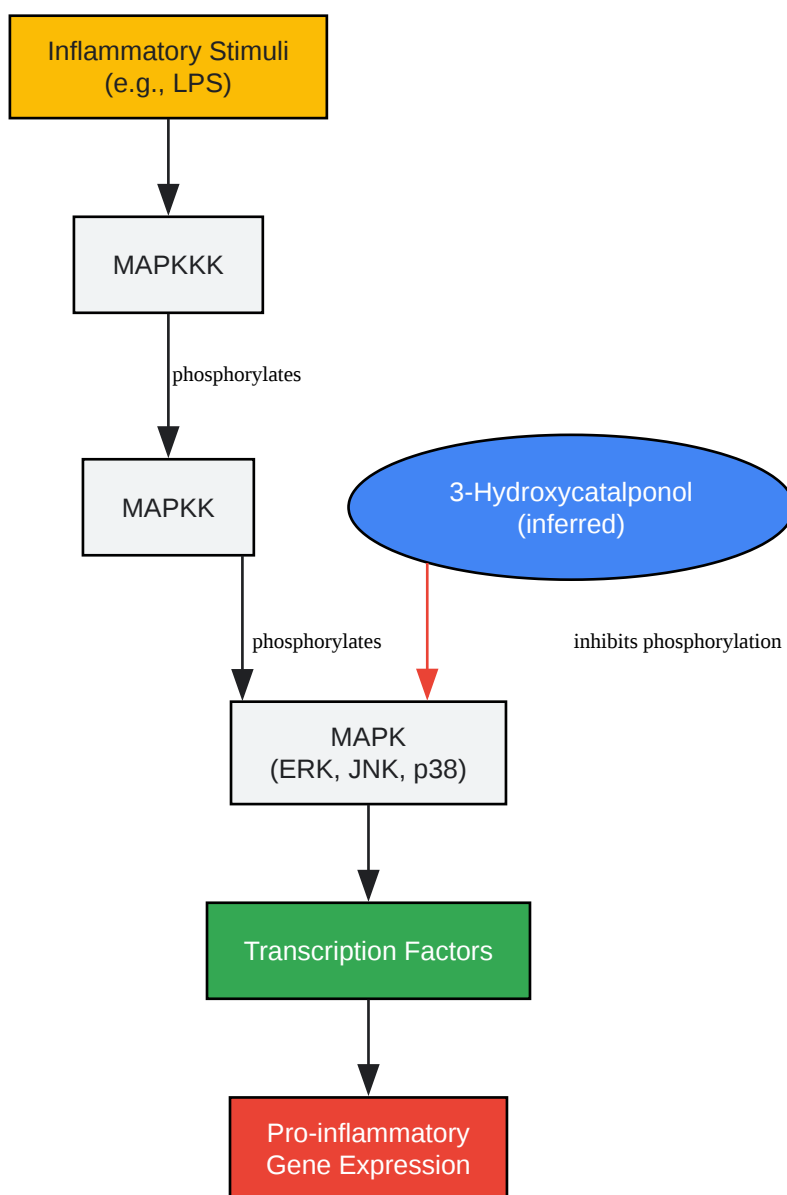 Inflammatory Stimuli
(e.g., LPS)
MAPKKK
phosphorylates
MAPKK
3-Hydroxycatalponol
(inferred)
phosphorylates
inhibits phosphorylation
MAPK
(ERK, JNK, p38)
Transcription Factors
Pro-inflammatory
Gene Expression